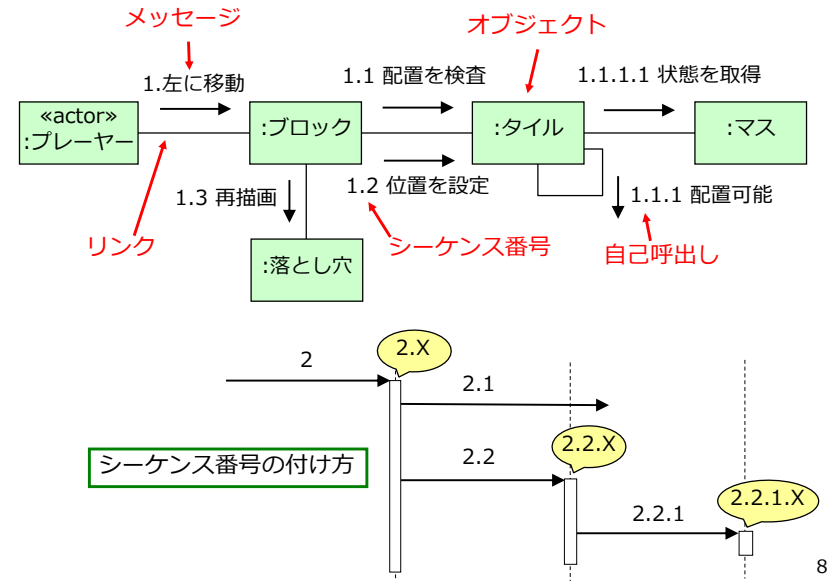 メッセージ
オブジェクト
1.左に移動
1.1 配置を検査
1.1.1.1 状態を取得
«actor»
:プレーヤー
:ブロック
:タイル
:マス
1.3 再描画
1.2 位置を設定
1.1.1 配置可能
リンク
シーケンス番号
自己呼出し
:落とし穴
2
2.X
2.1
シーケンス番号の付け方
2.2
2.2.X
2.2.1
2.2.1.X
8